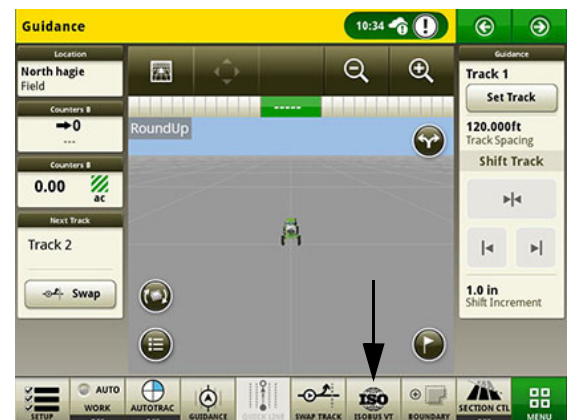 Guidance
10:34
Location
North hagie
Field
Counters B
0
---
Counters B
0.00
ac
Next Track
Track 2
Swap
-----
RoundUp
Guidance
Track 1
Set Track
120.000ft
Track Spacing
Shift Track
1.0 in
Shift Increment
SETUP
AUTO
WORK
AUTOTRAC
GUIDANCE
QUICK LINE
SWAP TRACK
ISO
ISOBUS VT
BOUNDARY
SECTION CTL
MENU